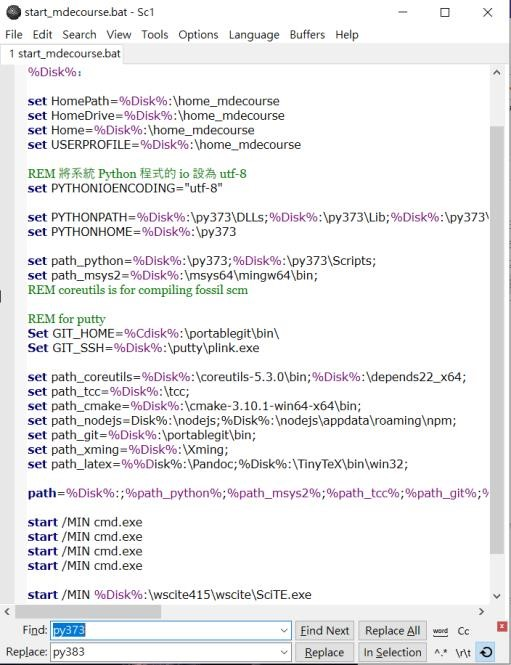 start_mdecourse.bat - Sc1
File Edit Search View Tools Options Language Buffers Help
1 start_mdecourse.bat
%Disk%:
set HomePath=%Disk%:\home_mdecourse
set HomeDrive=%Disk%:\home_mdecourse
set Home=%Disk%:\home_mdecourse
set USERPROFILE=%Disk%:\home_mdecourse
REM 將系統 Python 程式的 io 設為 utf-8
set PYTHONIOENCODING="utf-8"
set PYTHONPATH=%Disk%:\py373\DLLs;%Disk%:\py373\Lib;%Disk%:\py373\
set PYTHONHOME=%Disk%:\py373
set path_python=%Disk%:\py373;%Disk%:\py373\Scripts;
set path_msys2=%Disk%:\msys64\mingw64\bin;
REM coreutils is for compiling fossil scm
REM for putty
Set GIT_HOME=%Cdisk%:\portablegit\bin\
Set GIT_SSH=%Disk%:\putty\plink.exe
set path_coreutils=%Disk%:\coreutils-5.3.0\bin;%Disk%:\depends22_x64;
set path_tcc=%Disk%:\tcc;
set path_cmake=%Disk%:\cmake-3.10.1-win64-x64\bin;
set path_nodejs=Disk%:\nodejs;%Disk%:\nodejs\appdata\roaming\npm;
set path_git=%Disk%:\portablegit\bin;
set path_xming=%Disk%:\Xming;
set path_latex=%%Disk%:\Pandoc;%Disk%:\TinyTeX\bin\win32;
path=%Disk%:;%path_python%;%path_msys2%;%path_tcc%;%path_git%;%
start /MIN cmd.exe
start /MIN cmd.exe
start /MIN cmd.exe
start /MIN cmd.exe
start /MIN %Disk%:\wscite415\wscite\SciTE.exe
Find: py373 Find Next Replace All word Cc
Replace: py383 Replace In Selection ^.* \r\t